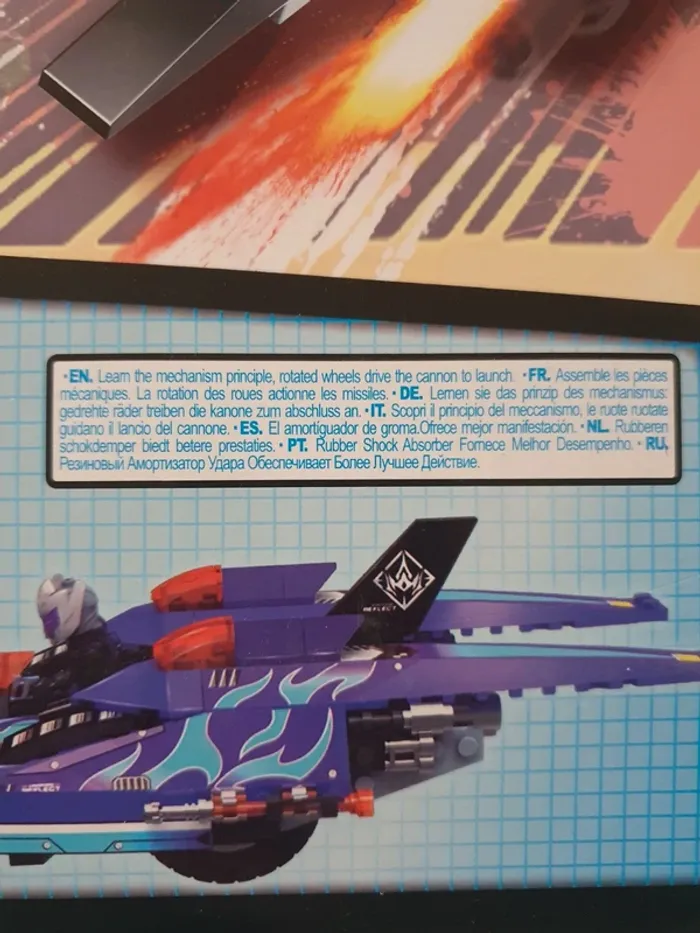 •EN. Learn the mechanism principle, rotated wheels drive the cannon to launch. •FR. Assemble les pièces
mécaniques. La rotation des roues actionne les missiles. • DE. Lernen sie das prinzip des mechanismus:
gedrehte räder treiben die kanone zum abschluss an. • IT. Scopri il principio del meccanismo, le ruote ruotate
guidano il lancio del cannone. • ES. El amortiguador de groma.Ofrece mejor manifestación. • NL. Rubberen
schokdemper biedt betere prestaties. • PT. Rubber Shock Absorber Fornece Melhor Desempenho. • RU,
Резиновый Амортизатор Удара Обеспечивает Более Лучшее Действие.
REFLECT
REFLECT